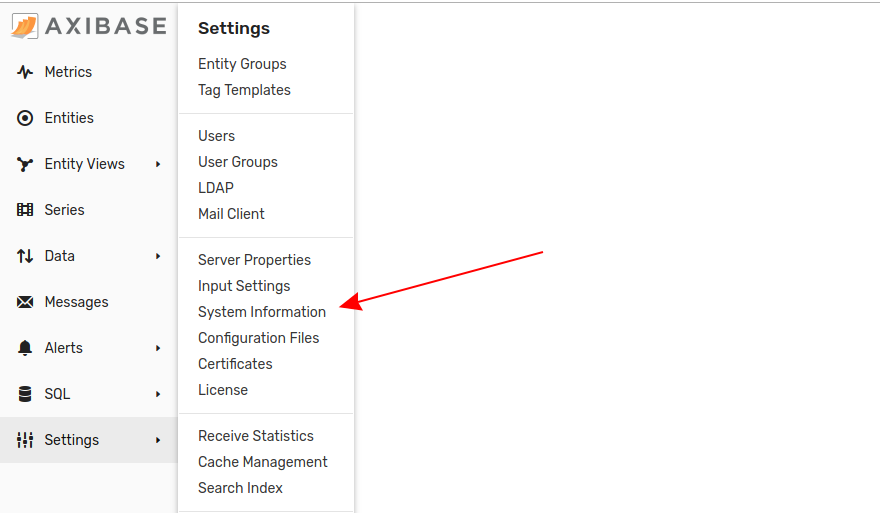 AXIBASE
Metrics
Entities
Entity Views
Series
Data
Messages
Alerts
SQL
Settings
Settings
Entity Groups
Tag Templates
Users
User Groups
LDAP
Mail Client
Server Properties
Input Settings
System Information
Configuration Files
Certificates
License
Receive Statistics
Cache Management
Search Index